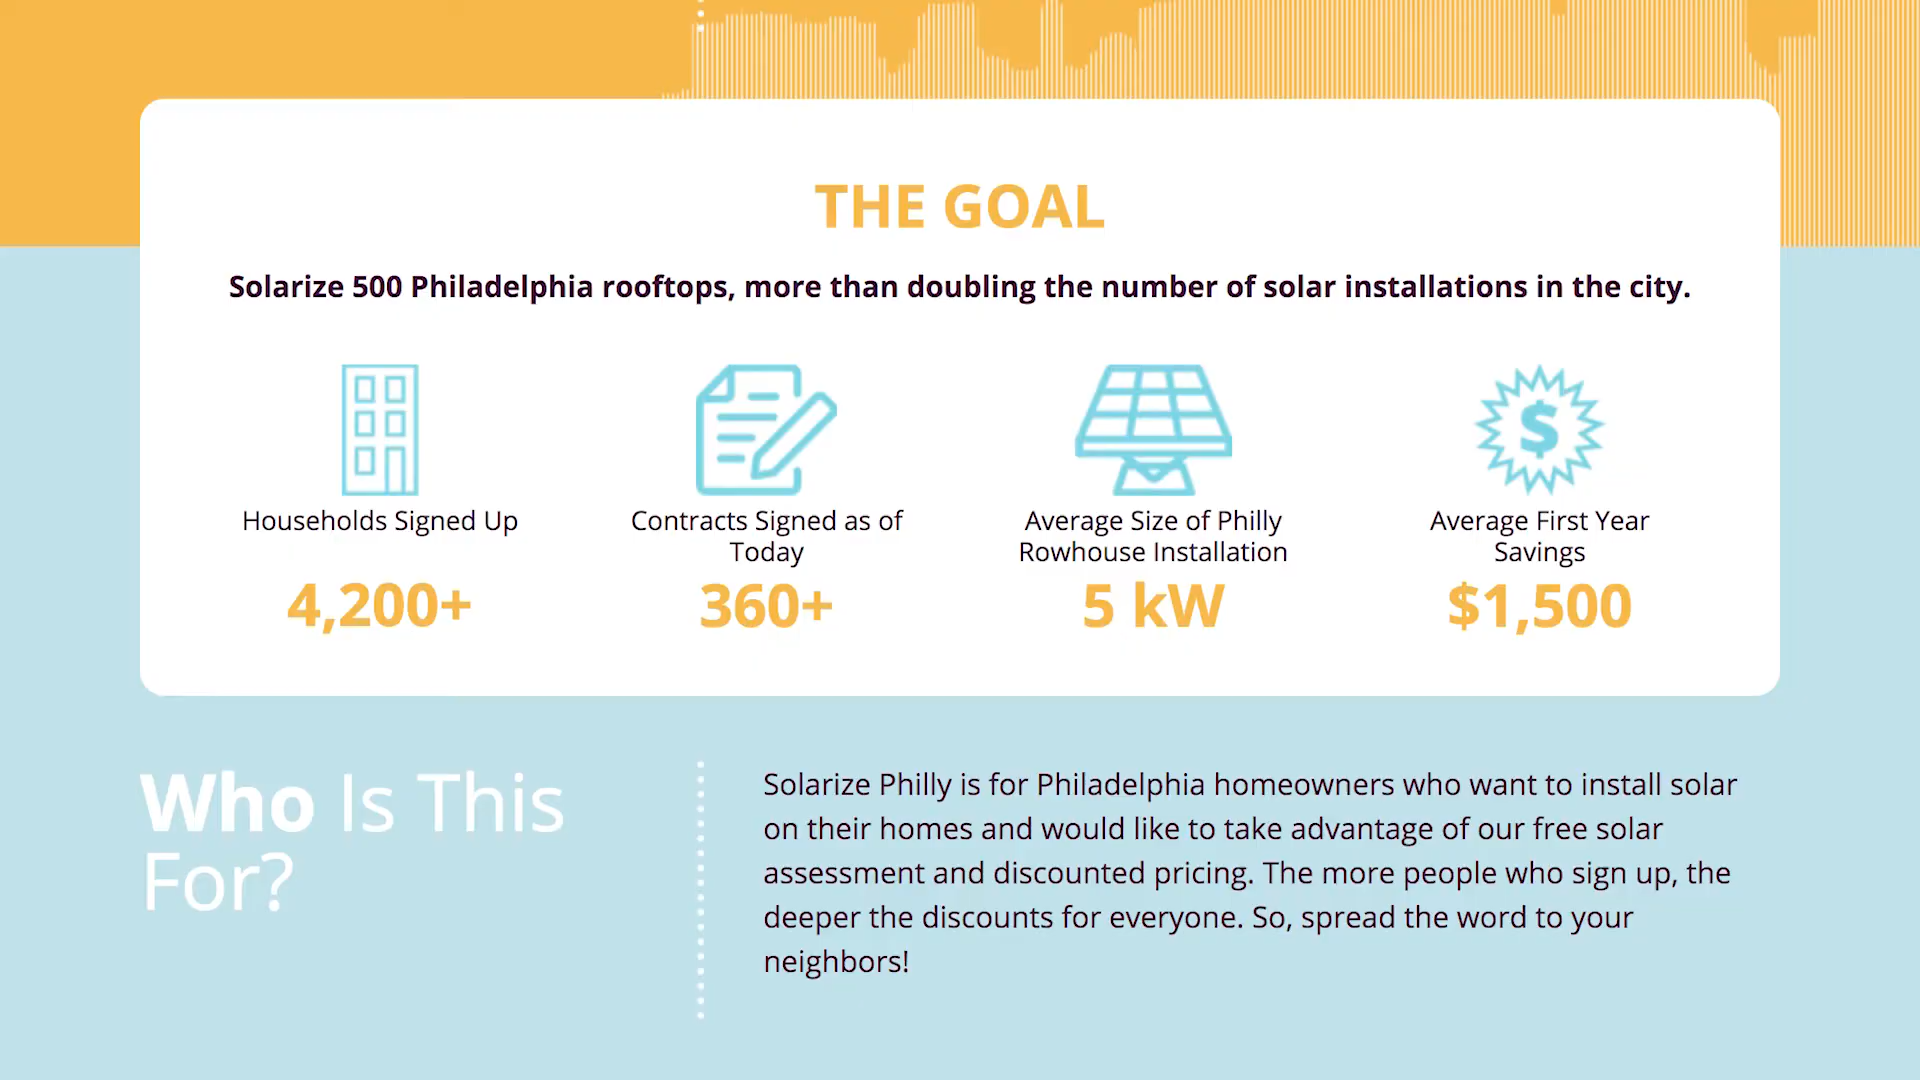 THE GOAL
Solarize 500 Philadelphia rooftops, more than doubling the number of solar installations in the city.
$
Households Signed Up
4,200+
Contracts Signed as of
Today
360+
Average Size of Philly
Rowhouse Installation
5 kW
Average First Year
Savings
$1,500
Who Is This
For?
Solarize Philly is for Philadelphia homeowners who want to install solar
on their homes and would like to take advantage of our free solar
assessment and discounted pricing. The more people who sign up, the
deeper the discounts for everyone. So, spread the word to your
neighbors!